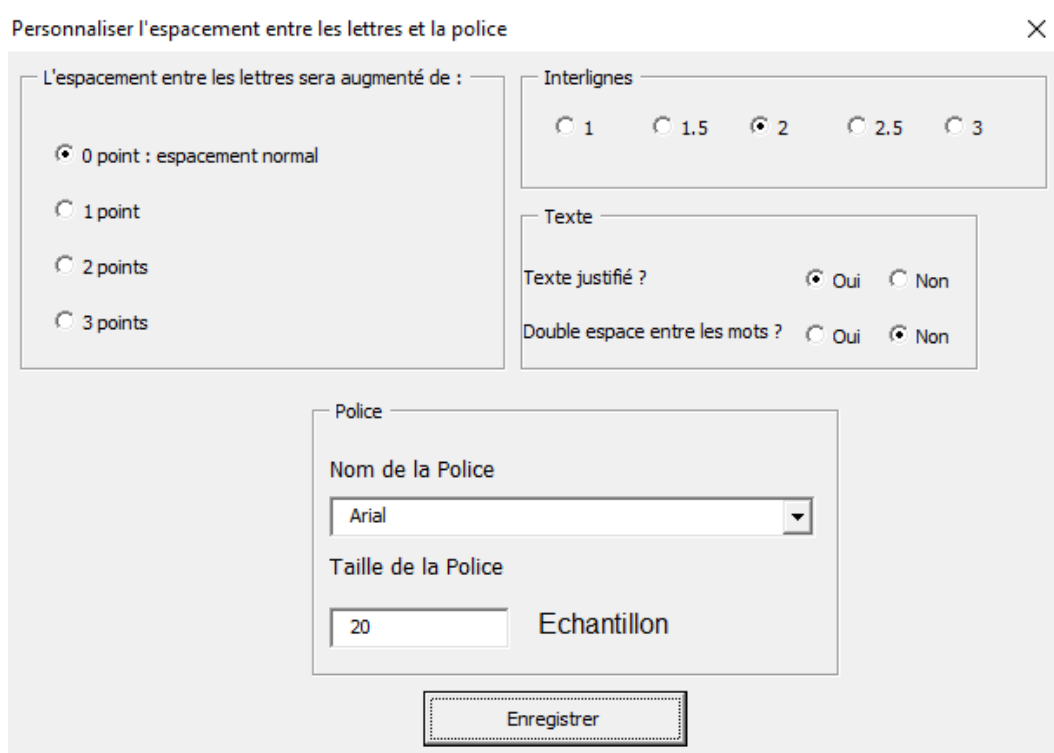 Personnaliser l'espacement entre les lettres et la police
L'espacement entre les lettres sera augmenté de :
0 point : espacement normal
1 point
2 points
3 points
Interlignes
1 1.5 2 2.5 3
Texte
Texte justifié ? Oui Non
Double espace entre les mots ? Oui Non
Police
Nom de la Police
Arial
Taille de la Police
20 Echantillon
Enregistrer